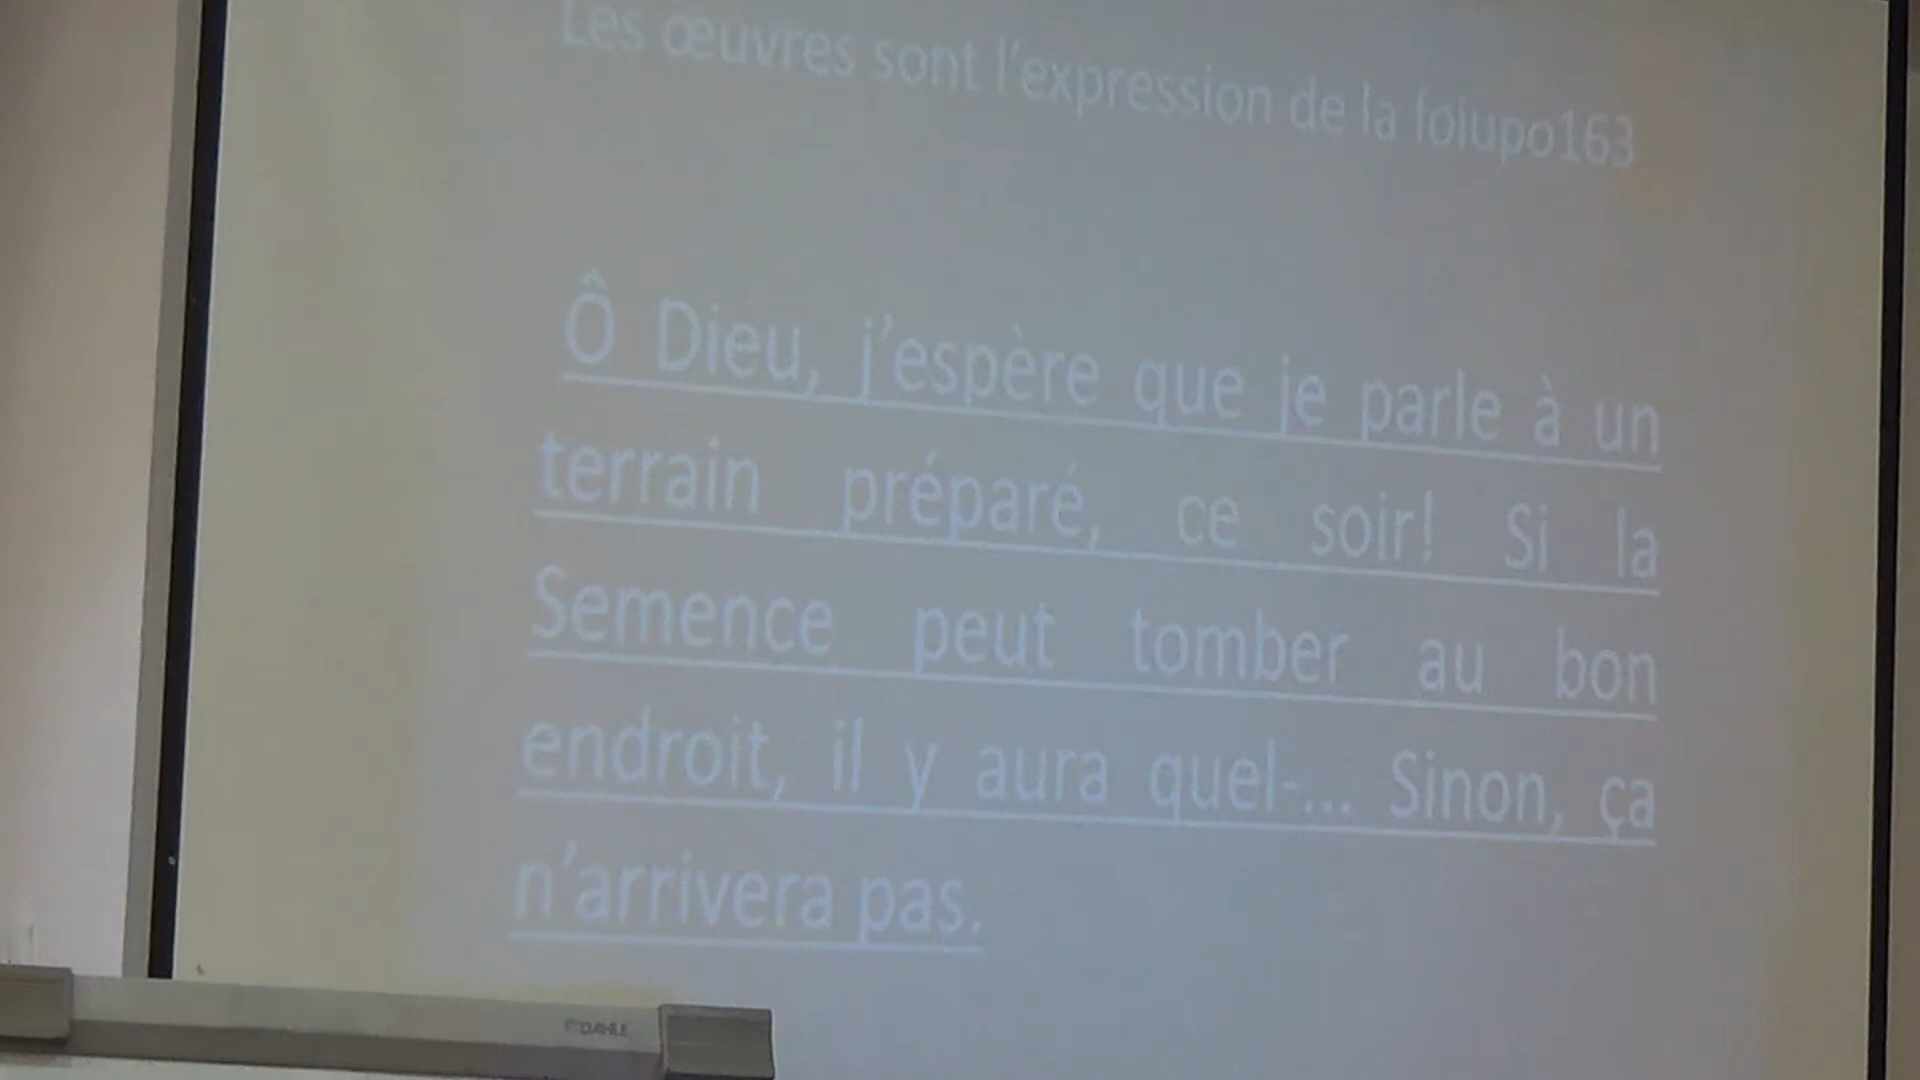 Les œuvres sont l'expression de la foiupo163
Ô Dieu, j'espère que je parle à un
terrain préparé, ce soir! Si la
Semence peut tomber au bon
endroit, il y aura quel-... Sinon, ça
n'arrivera pas.
DAHLE